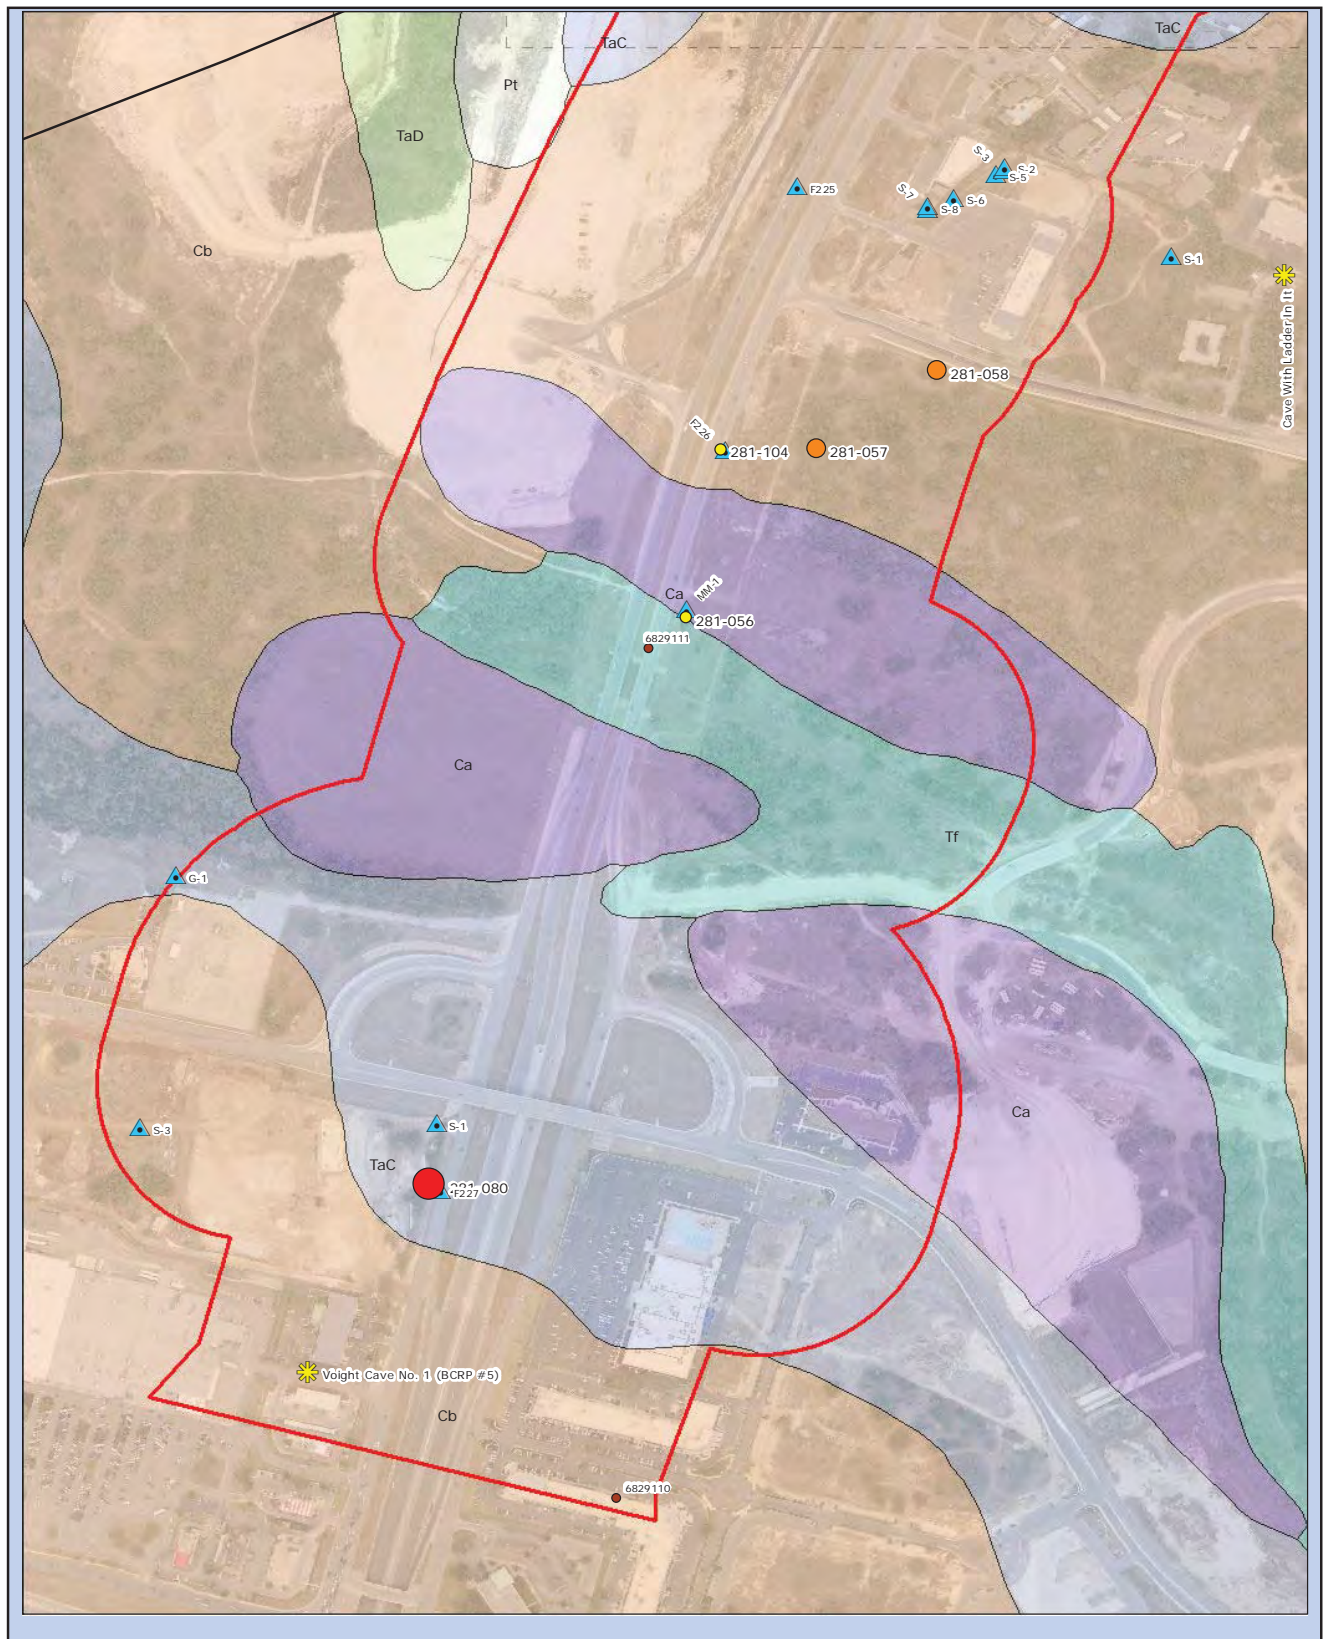 TaC
TaC
Pt
TaD
S-3
S-2
S-5
F225
S-7
S-6
S-8
Cb
S-1
Cave With Ladder In It
281-058
F226
281-104
281-057
Ca
MM-1
281-056
6829111
Ca
Tf
G-1
Ca
S-1
S-3
TaC
281-080
F227
Voight Cave No. 1 (BCRP #5)
Cb
6829110